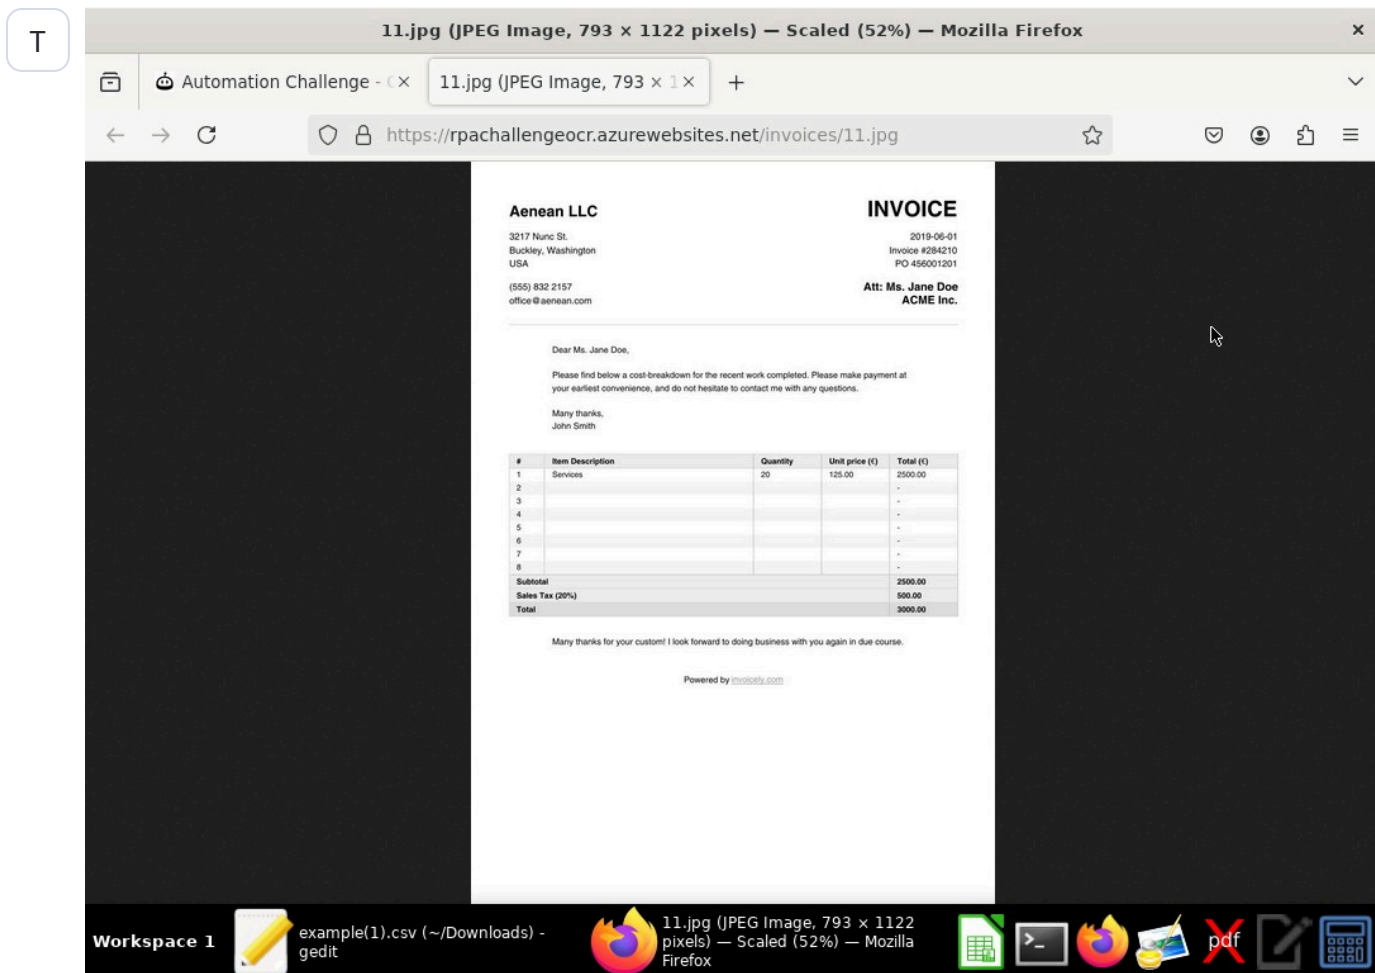 T
11.jpg (JPEG Image, 793 × 1122 pixels) — Scaled (52%) — Mozilla Firefox
Automation Challenge -
11.jpg (JPEG Image, 793 × 1
https://rpachallengeocr.azurewebsites.net/invoices/11.jpg
Aenean LLC
INVOICE
3217 Nunc St.
2019-06-01
Buckley, Washington
Invoice #284210
USA
PO 456001201
(555) 832 2157
Att: Ms. Jane Doe
office@aenean.com
ACME Inc.
Dear Ms. Jane Doe,
Please find below a cost-breakdown for the recent work completed. Please make payment at
your earliest convenience, and do not hesitate to contact me with any questions.
Many thanks,
John Smith
# Item Description Quantity Unit price (€) Total (€)
1 Services 20 125.00 2500.00
2 -
3 -
4 -
5 -
6 -
7 -
8 -
Subtotal 2500.00
Sales Tax (20%) 500.00
Total 3000.00
Many thanks for your custom! I look forward to doing business with you again in due course.
Powered by invoicely.com
Workspace 1
example(1).csv (~/Downloads) -
gedit
11.jpg (JPEG Image, 793 × 1122
pixels) — Scaled (52%) — Mozilla
Firefox
pdf